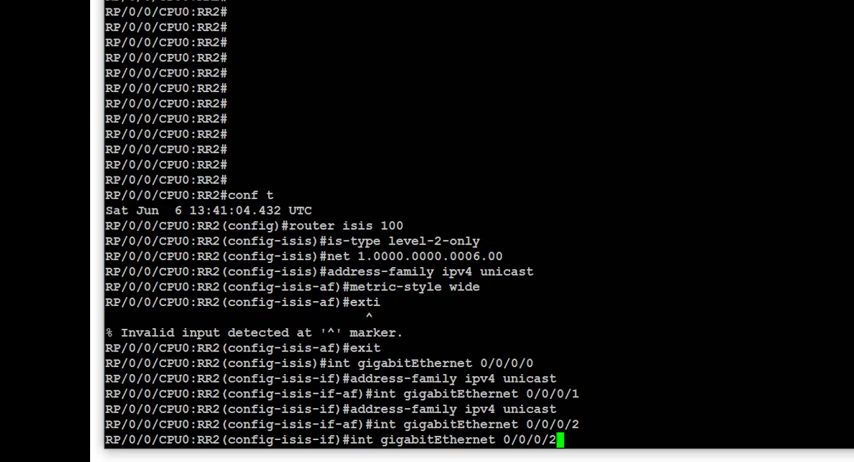 RP/0/0/CPU0:RR2#
RP/0/0/CPU0:RR2#
RP/0/0/CPU0:RR2#
RP/0/0/CPU0:RR2#
RP/0/0/CPU0:RR2#
RP/0/0/CPU0:RR2#
RP/0/0/CPU0:RR2#
RP/0/0/CPU0:RR2#
RP/0/0/CPU0:RR2#
RP/0/0/CPU0:RR2#
RP/0/0/CPU0:RR2#
RP/0/0/CPU0:RR2#
RP/0/0/CPU0:RR2#conf t
Sat Jun  6 13:41:04.432 UTC
RP/0/0/CPU0:RR2(config)#router isis 100
RP/0/0/CPU0:RR2(config-isis)#is-type level-2-only
RP/0/0/CPU0:RR2(config-isis)#net 1.0000.0000.0006.00
RP/0/0/CPU0:RR2(config-isis)#address-family ipv4 unicast
RP/0/0/CPU0:RR2(config-isis-af)#metric-style wide
RP/0/0/CPU0:RR2(config-isis-af)#exti
^
% Invalid input detected at '^' marker.
RP/0/0/CPU0:RR2(config-isis-af)#exit
RP/0/0/CPU0:RR2(config-isis)#int gigabitEthernet 0/0/0/0
RP/0/0/CPU0:RR2(config-isis-if)#address-family ipv4 unicast
RP/0/0/CPU0:RR2(config-isis-if-af)#int gigabitEthernet 0/0/0/1
RP/0/0/CPU0:RR2(config-isis-if)#address-family ipv4 unicast
RP/0/0/CPU0:RR2(config-isis-if-af)#int gigabitEthernet 0/0/0/2
RP/0/0/CPU0:RR2(config-isis-if)#int gigabitEthernet 0/0/0/2